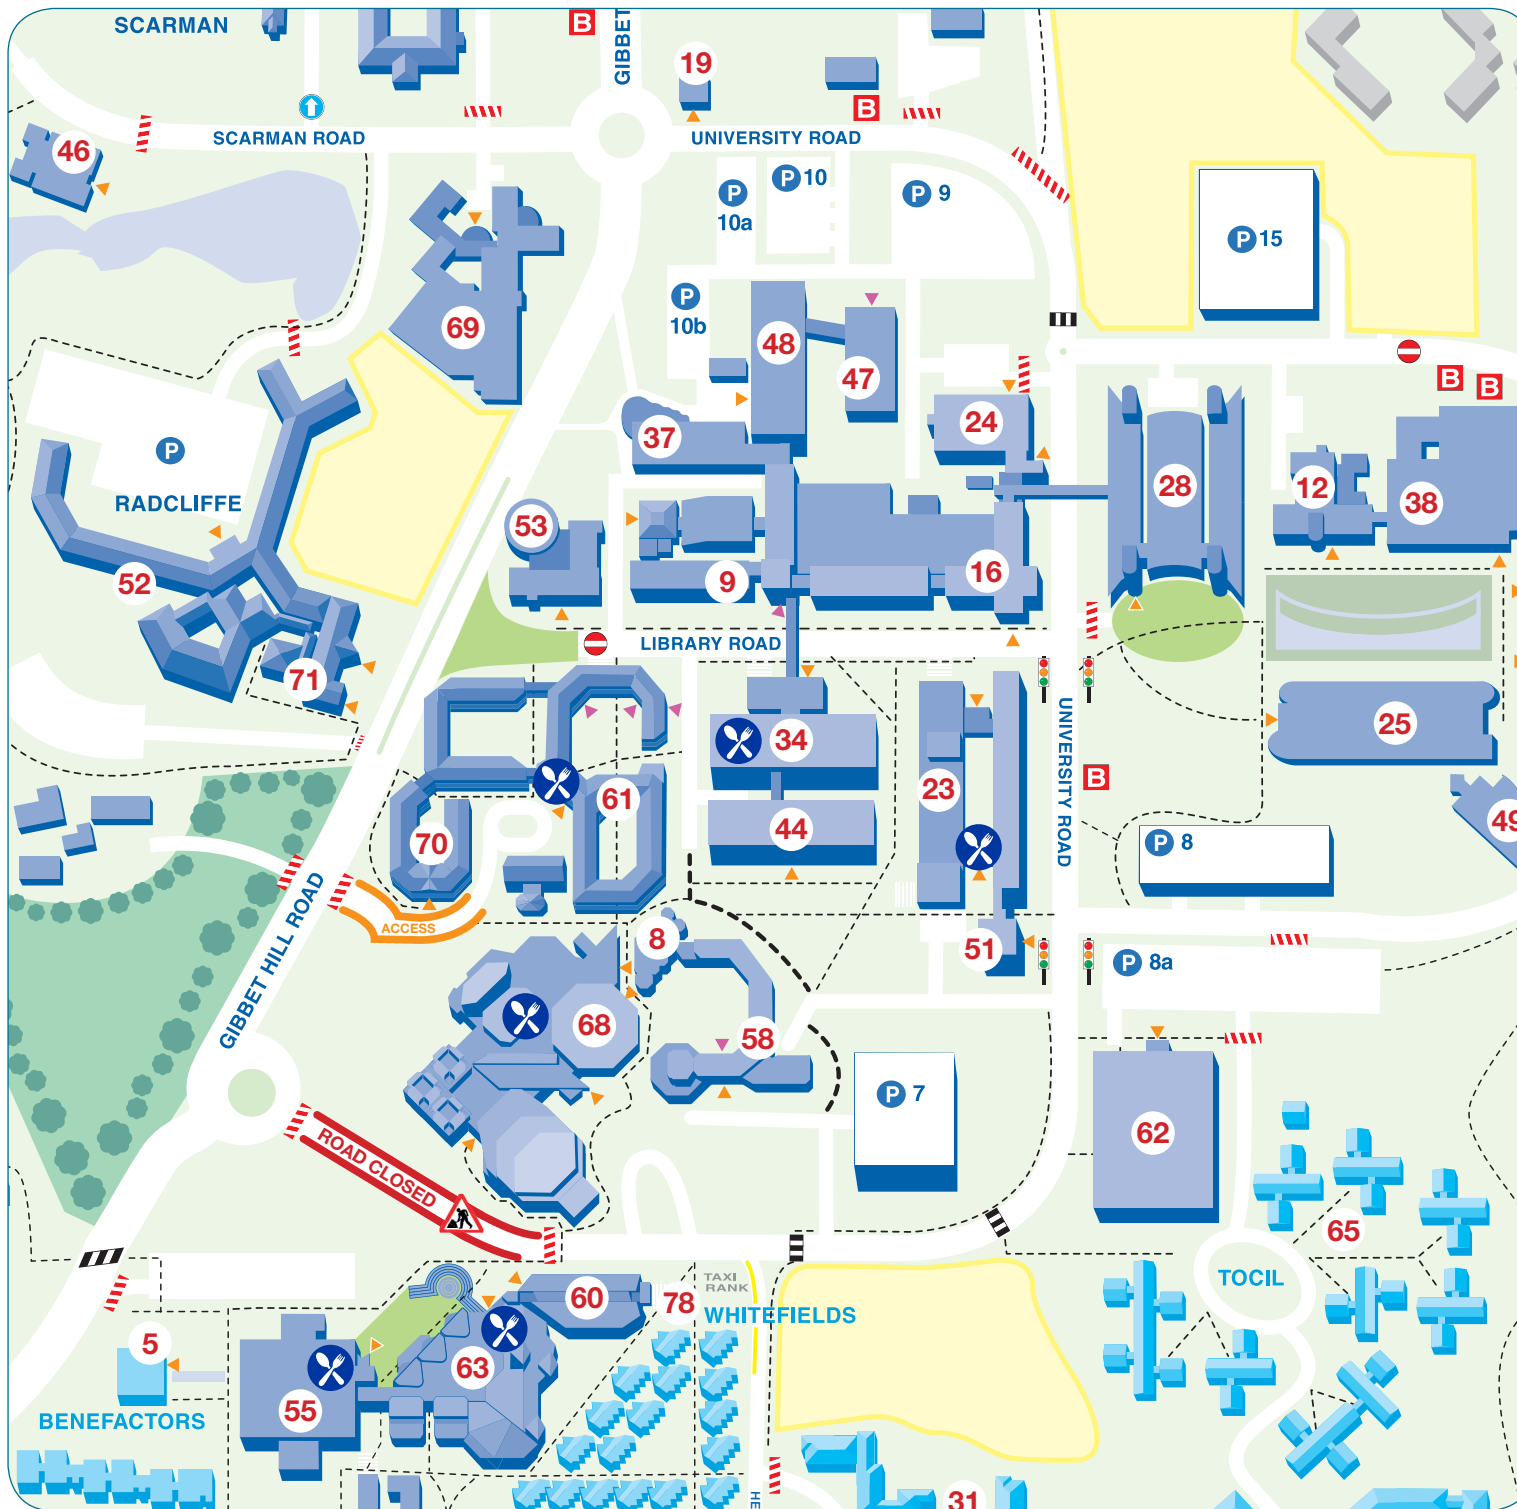 SCARMAN
B
GIBBET
19
B
SCARMAN ROAD
UNIVERSITY ROAD
46
P 10
P
10a
P 9
P 15
P
10b
69
48
47
B
B
24
37
P
RADCLIFFE
28
12
38
53
52
9
16
LIBRARY ROAD
71
UNIVERSITY ROAD
25
34
B
23
61
49
44
70
P 8
GIBBET HILL ROAD
ACCESS
8
51
P 8a
68
58
P 7
62
ROAD CLOSED
65
TOCIL
TAXI
RANK
60
78
WHITEFIELDS
5
63
55
BENEFACTORS
HE
31